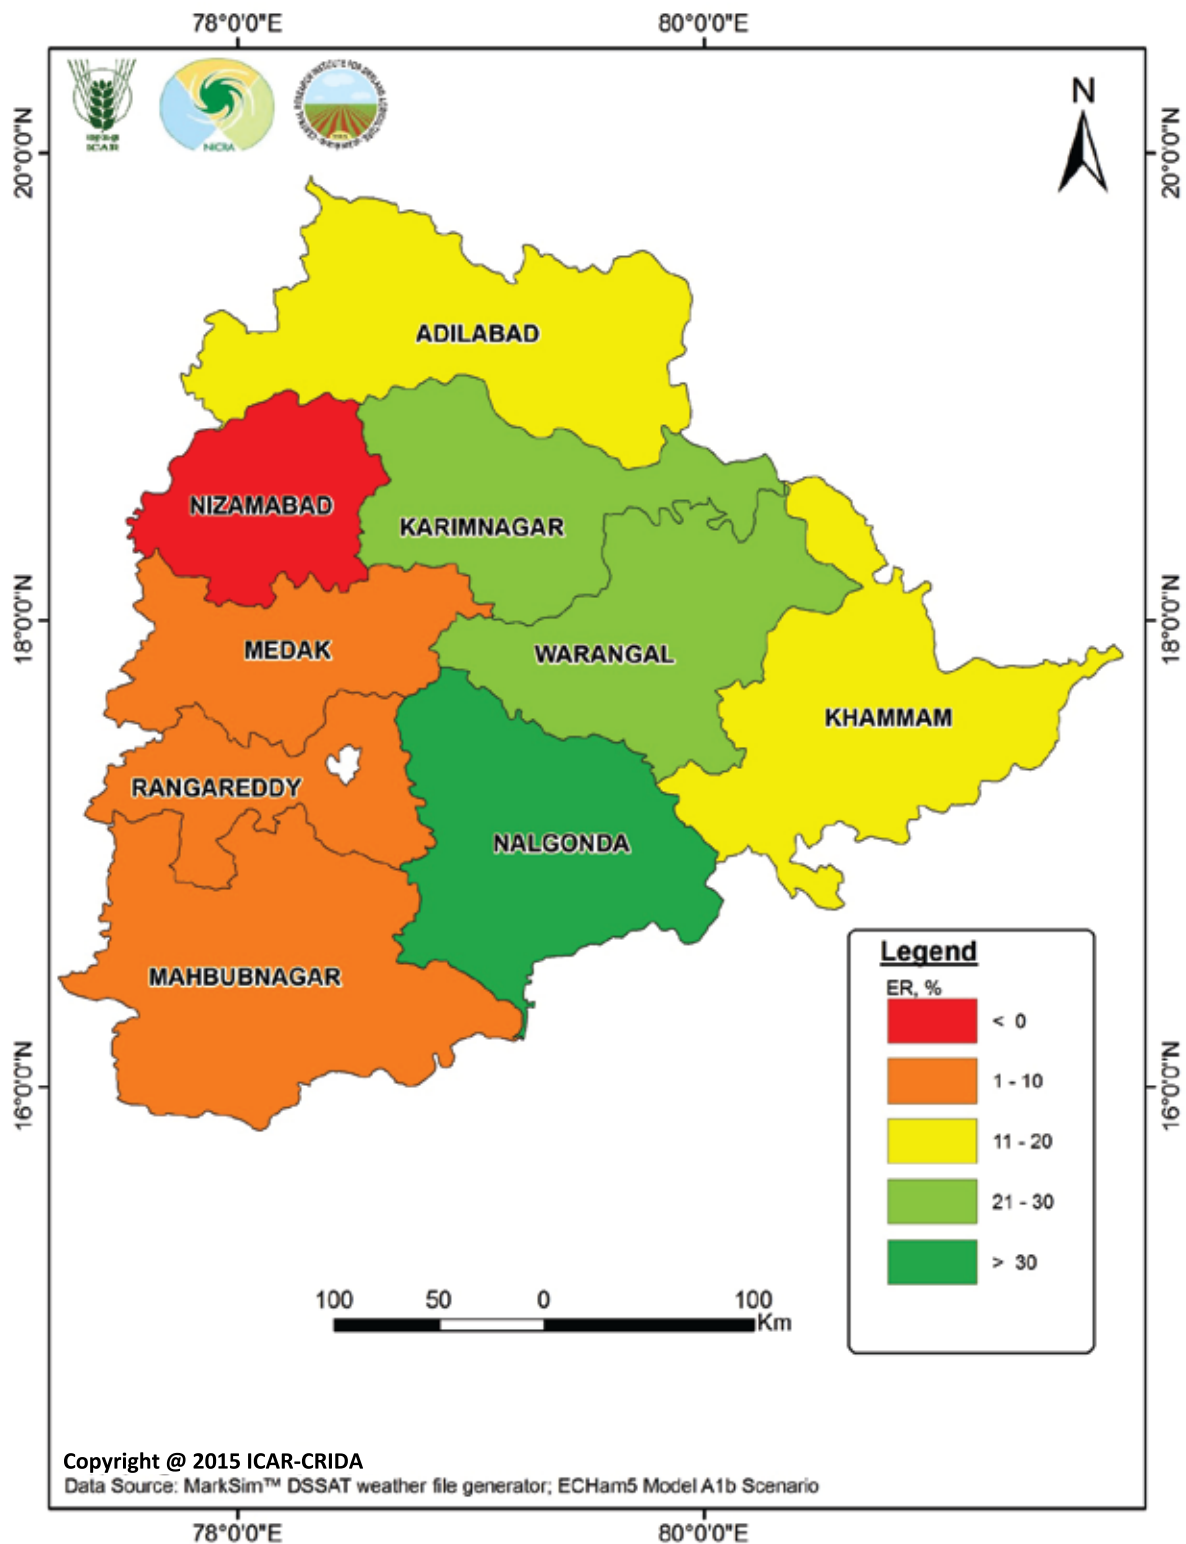 78°0'0"E 80°0'0"E
20°0'0"N 20°0'0"N
ICAR
NICRA
N
ADILABAD
NIZAMABAD
KARIMNAGAR
18°0'0"N 18°0'0"N
MEDAK
WARANGAL
KHAMMAM
RANGAREDDY
NALGONDA
MAHBUBNAGAR
16°0'0"N 16°0'0"N
Legend
ER, %
< 0
1 - 10
11 - 20
21 - 30
> 30
100 50 0 100
Km
Copyright @ 2015 ICAR-CRIDA
Data Source: MarkSim™ DSSAT weather file generator; ECHam5 Model A1b Scenario
78°0'0"E 80°0'0"E